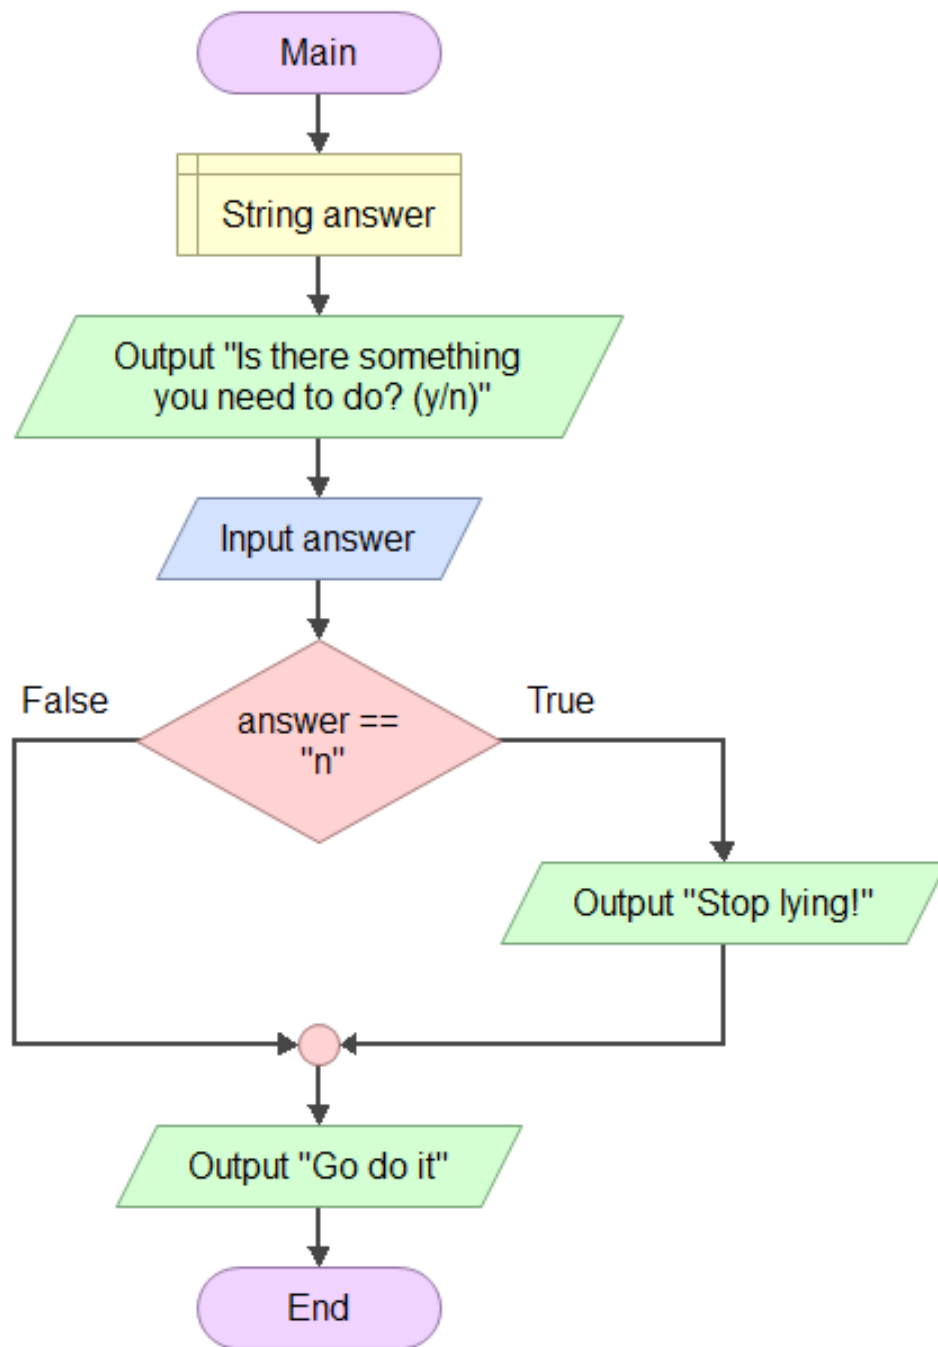 Main
String answer
Output "Is there something
you need to do? (y/n)"
Input answer
False
True
answer ==
"n"
Output "Stop lying!"
Output "Go do it"
End